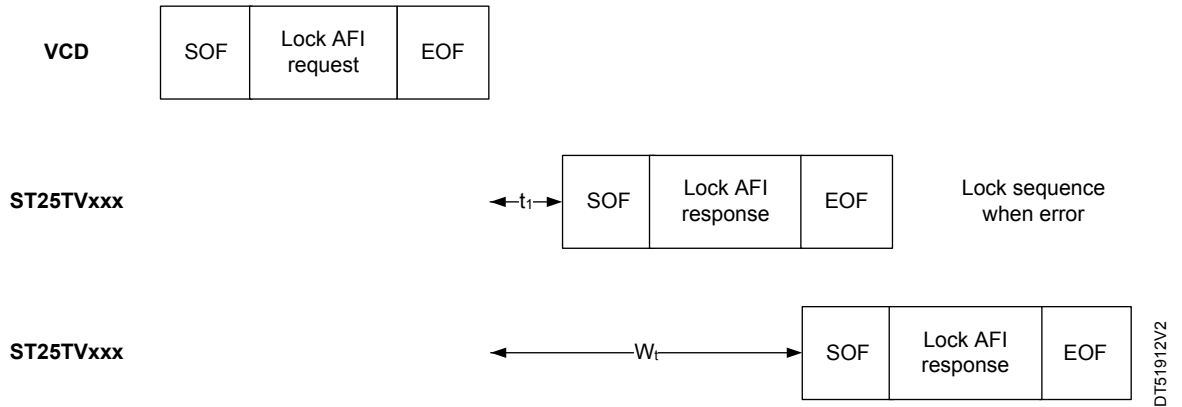 VCD
SOF
Lock AFI
request
EOF
ST25TVxxx
t1
SOF
Lock AFI
response
EOF
Lock sequence
when error
ST25TVxxx
Wt
SOF
Lock AFI
response
EOF
DT51912V2